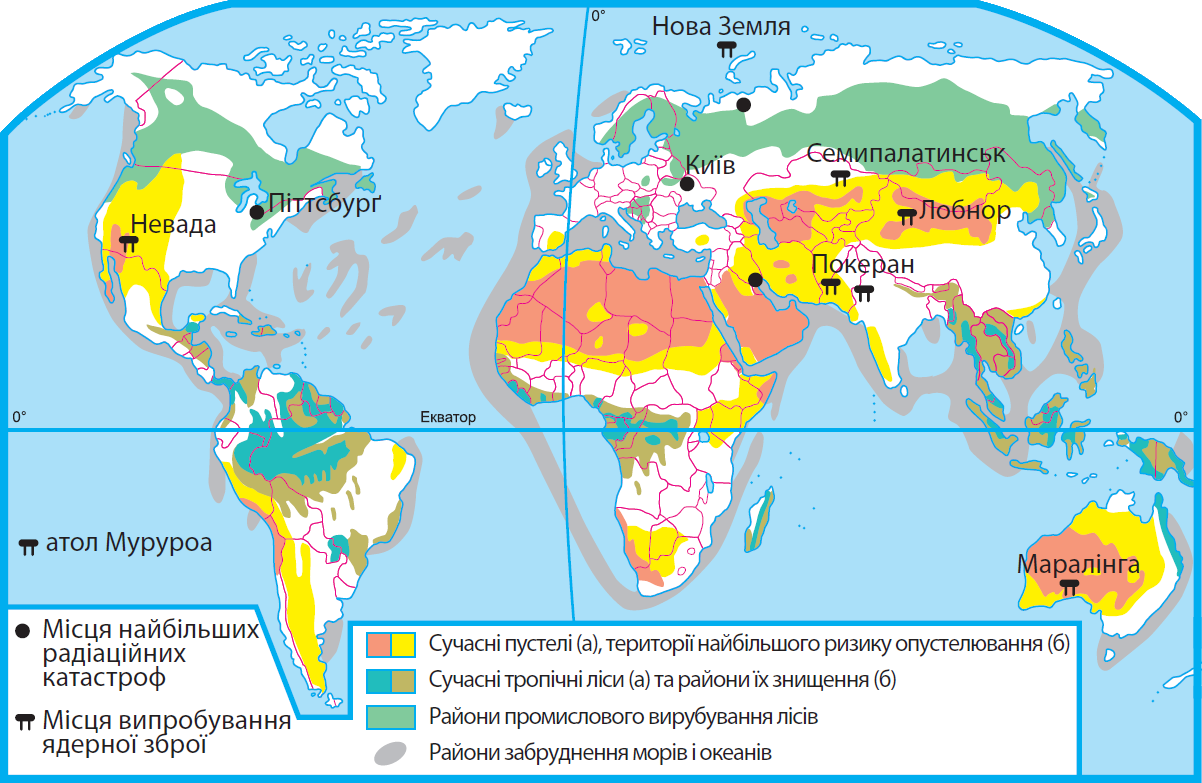 0°
Нова Земля
Київ
Семипалатинськ
Піттсбурґ
Невада
Лобнор
Покеран
0°
Екватор
0°
атол Муруроа
Маралінга
Місця найбільших
радіаційних
катастроф
Місця випробування
ядерної зброї
Сучасні пустелі (а), території найбільшого ризику опустелювання (б)
Сучасні тропічні ліси (а) та райони їх знищення (б)
Райони промислового вирубування лісів
Райони забруднення морів і океанів